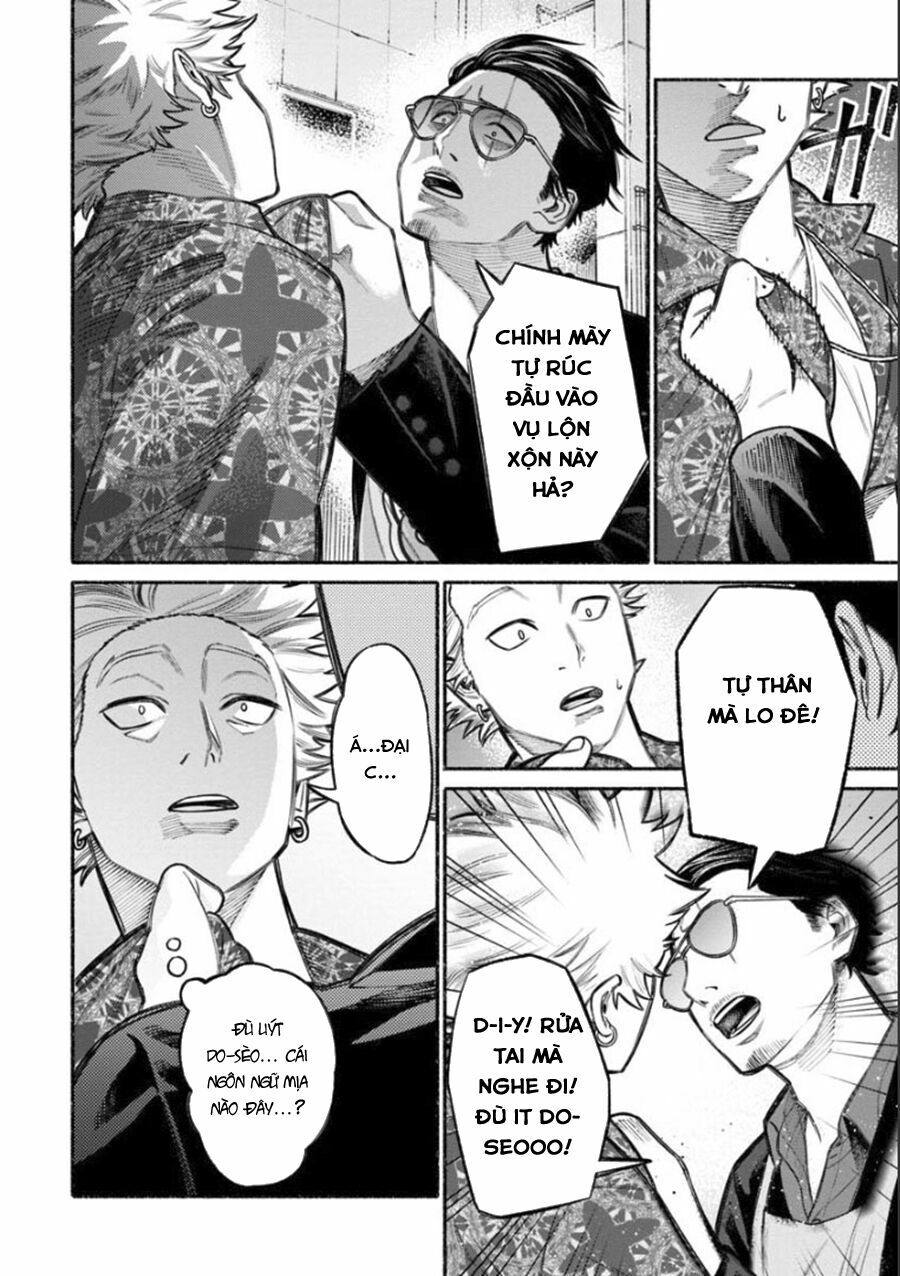 CHÍNH MÀY
TỰ RÚC
ĐẦU VÀO
VỤ LỘN
XỘN NÀY
HẢ?
TỰ THÂN
MÀ LO ĐÊ!
D-I-Y! RỬA
TAI MÀ
NGHE ĐI!
ĐÙ IT DO-
SEOOO!
Á...ĐẠI
C...
ĐÙ LIÝT
DO-SÈO... CÁI
NGÔN NGỮ MỊA
NÀO ĐÂY...?